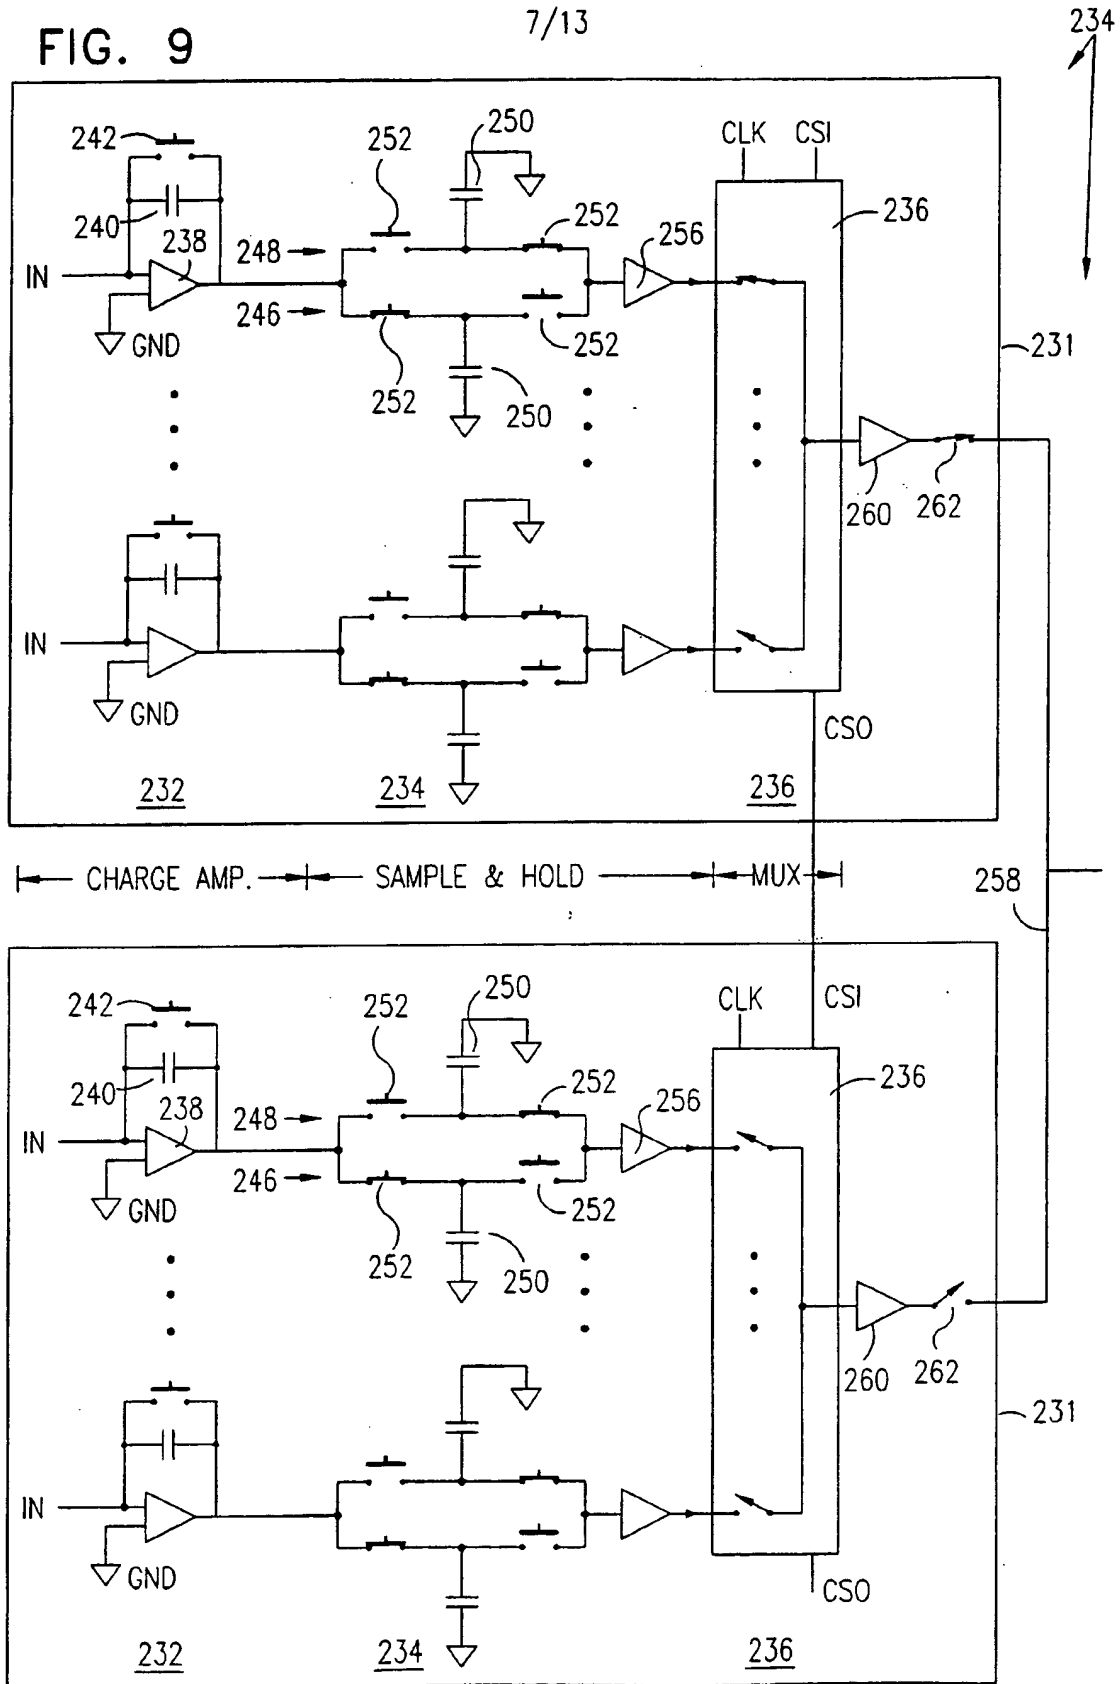 7/13
FIG. 9
234
242
252
250
CLK CSI
240
238
248
252
256
236
IN
246
GND
252
252
250
231
260
262
IN
GND
CSO
232
234
236
CHARGE AMP.
SAMPLE & HOLD
MUX
258
242
252
250
CLK CSI
240
238
248
252
256
236
IN
246
GND
252
252
250
260
262
231
IN
GND
CSO
232
234
236